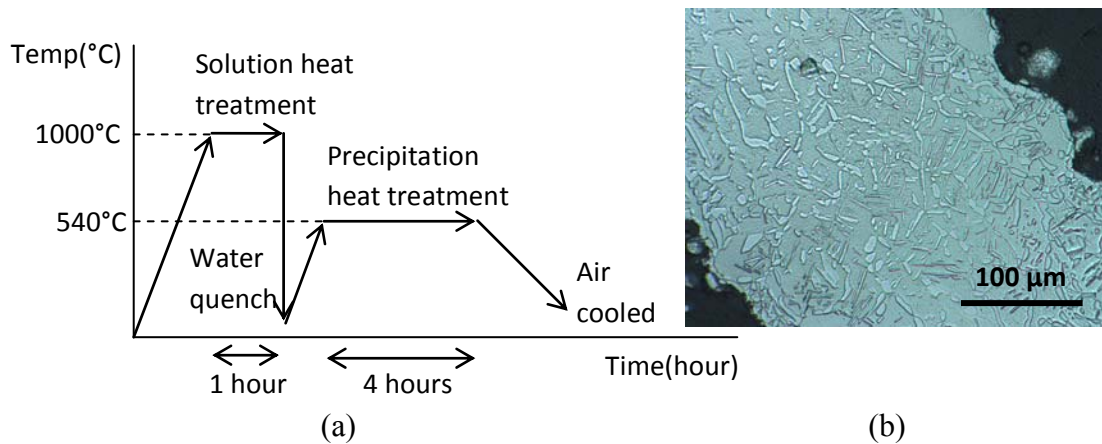 Temp(°C)
Solution heat
treatment
1000°C
Precipitation
heat treatment
540°C
Water
quench
Air
cooled
100 µm
Time(hour)
1 hour
4 hours
(a)
(b)